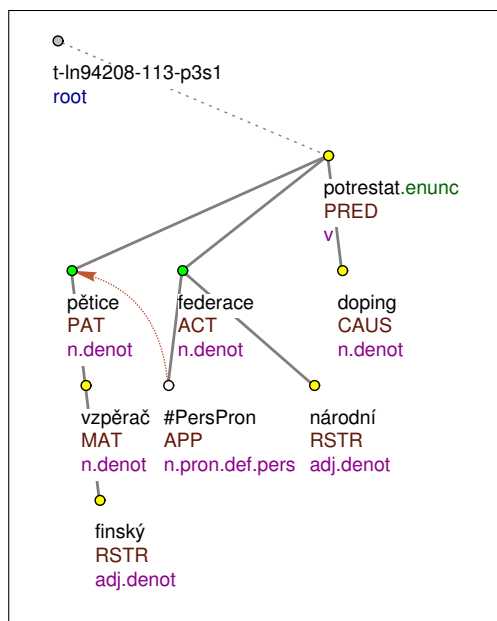 t-ln94208-113-p3s1
root
potrestat.enunc
PRED
v
pětice
PAT
n.denot
federace
ACT
n.denot
doping
CAUS
n.denot
vzpěrač
MAT
n.denot
#PersPron
APP
n.pron.def.pers
národní
RSTR
adj.denot
finský
RSTR
adj.denot